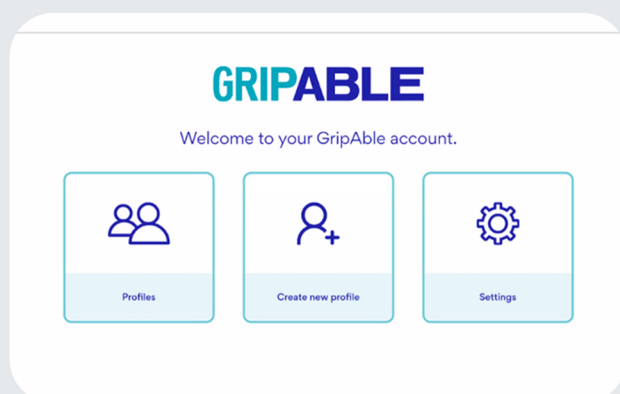 GRIPABLE
Welcome to your GripAble account.
Profiles
Create new profile
Settings